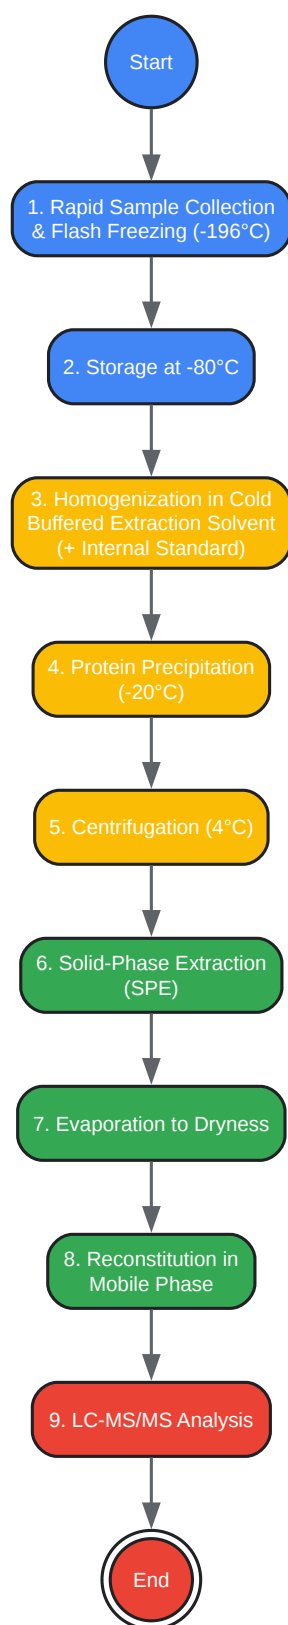 Start
1. Rapid Sample Collection
& Flash Freezing (-196°C)
2. Storage at -80°C
3. Homogenization in Cold
Buffered Extraction Solvent
(+ Internal Standard)
4. Protein Precipitation
(-20°C)
5. Centrifugation (4°C)
6. Solid-Phase Extraction
(SPE)
7. Evaporation to Dryness
8. Reconstitution in
Mobile Phase
9. LC-MS/MS Analysis
End